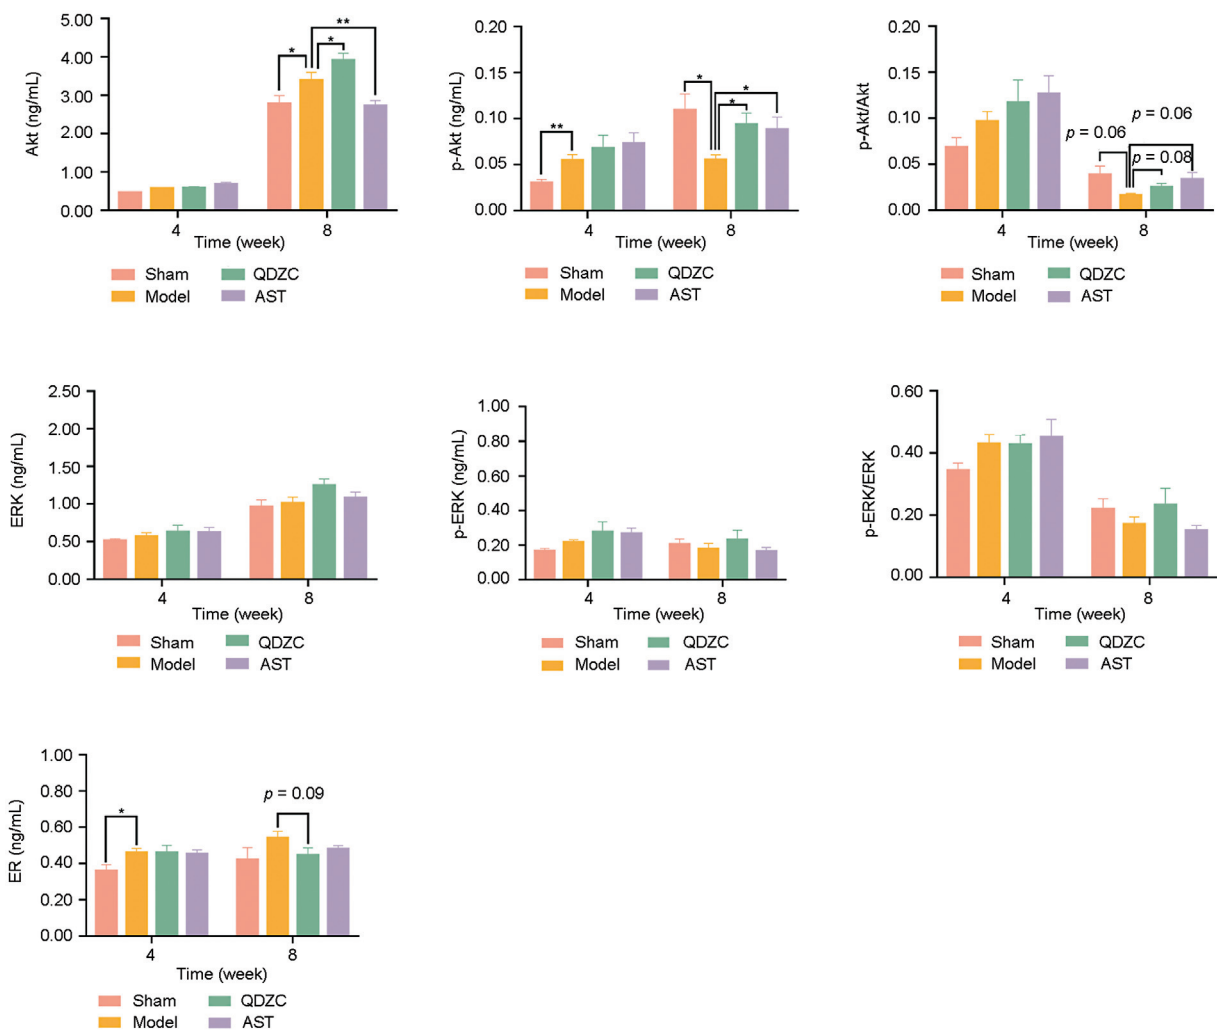 Akt (ng/mL)
5.00
4.00
3.00
2.00
1.00
0.00
*
*
**
4
8
Time (week)
Sham
QDZC
Model
AST
p-Akt (ng/mL)
0.20
0.15
0.10
0.05
0.00
**
*
*
*
4
8
Time (week)
Sham
QDZC
Model
AST
p-Akt/Akt
0.20
0.15
0.10
0.05
0.00
p = 0.06
p = 0.06
p = 0.08
4
8
Time (week)
Sham
QDZC
Model
AST
ERK (ng/mL)
2.50
2.00
1.50
1.00
0.50
0.00
4
8
Time (week)
Sham
QDZC
Model
AST
p-ERK (ng/mL)
1.00
0.80
0.60
0.40
0.20
0.00
4
8
Time (week)
Sham
QDZC
Model
AST
p-ERK/ERK
0.60
0.40
0.20
0.00
4
8
Time (week)
Sham
QDZC
Model
AST
ER (ng/mL)
1.00
0.80
0.60
0.40
0.20
0.00
*
p = 0.09
4
8
Time (week)
Sham
QDZC
Model
AST